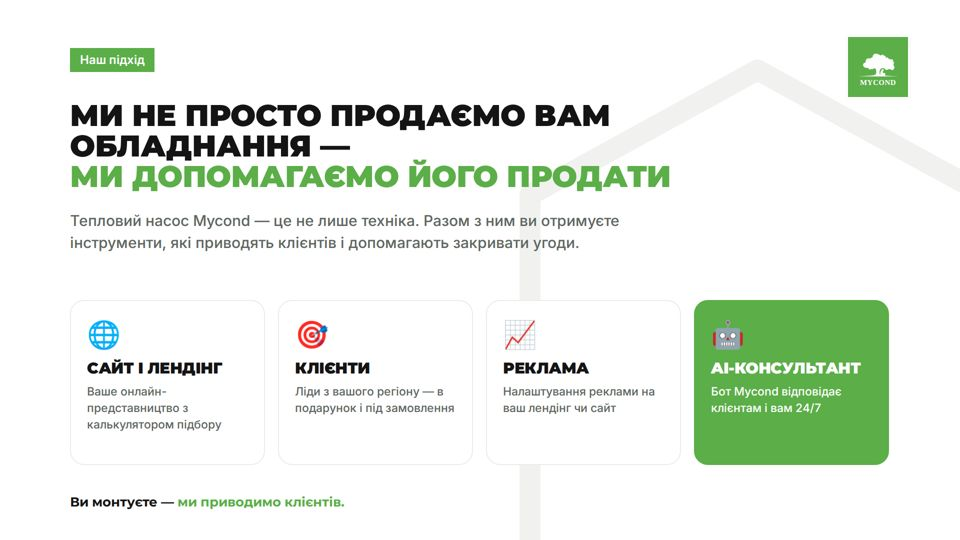 Наш підхід
MYCOND
МИ НЕ ПРОСТО ПРОДАЄМО ВАМ
ОБЛАДНАННЯ —
МИ ДОПОМАГАЄМО ЙОГО ПРОДАТИ
Тепловий насос Mycond — це не лише техніка. Разом з ним ви отримуєте
інструменти, які приводять клієнтів і допомагають закривати угоди.
САЙТ І ЛЕНДІНГ
Ваше онлайн-
представництво з
калькулятором підбору
КЛІЄНТИ
Ліди з вашого регіону — в
подарунок і під замовлення
РЕКЛАМА
Налаштування реклами на
ваш лендінг чи сайт
AI-КОНСУЛЬТАНТ
Бот Mycond відповідає
клієнтам і вам 24/7
Ви монтуєте — ми приводимо клієнтів.